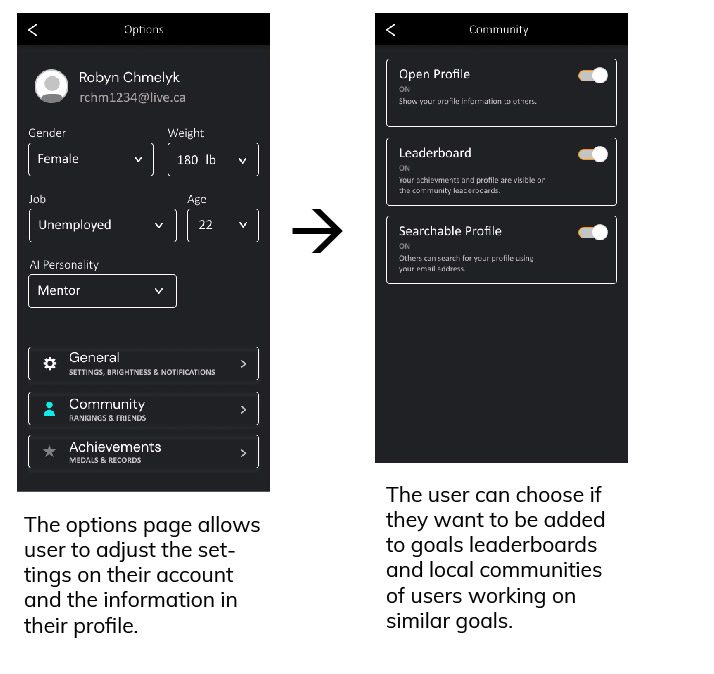 Options
Robyn Chmelyk
rchm1234@live.ca
Gender
Weight
Female
180 lb
Job
Age
Unemployed
22
AI Personality
Mentor
General
SETTINGS, BRIGHTNESS & NOTIFICATIONS
Community
RANKINGS & FRIENDS
Achievements
MEDALS & RECORDS
The options page allows
user to adjust the set-
tings on their account
and the information in
their profile.
Community
Open Profile
ON
Show your profile information to others.
Leaderboard
ON
Your achievments and profile are visible on
the community leaderboards.
Searchable Profile
ON
Others can search for your profile using
your email address.
The user can choose if
they want to be added
to goals leaderboards
and local communities
of users working on
similar goals.